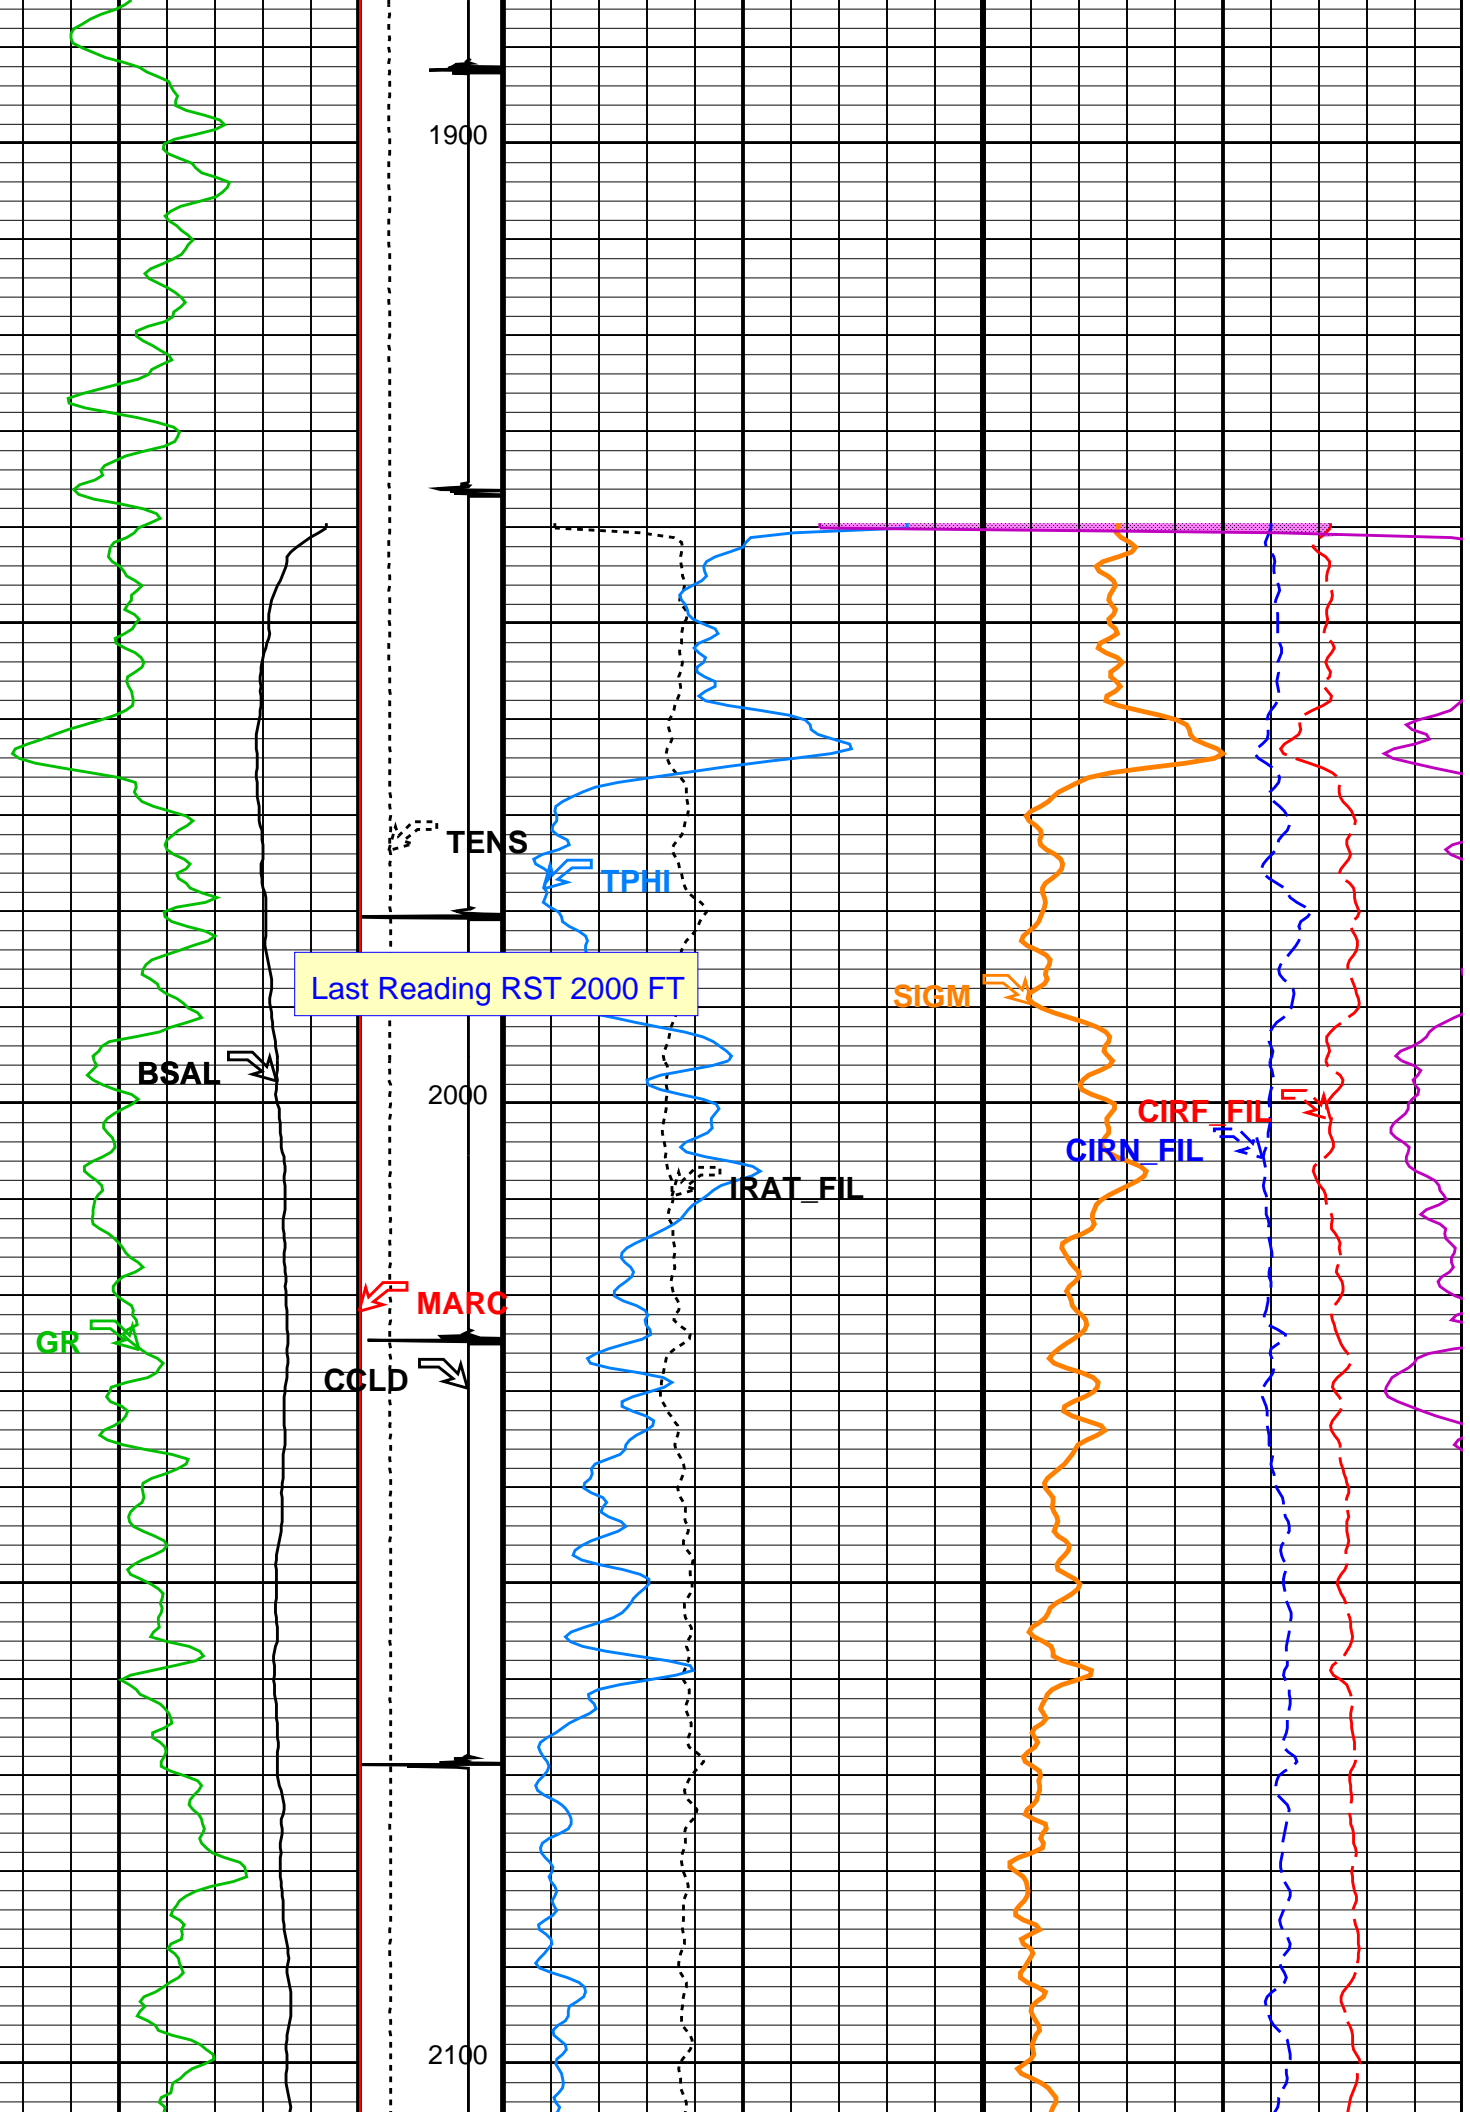 1900
TENS
TPHI
Last Reading RST 2000 FT
SIGM
BSAL
2000
CIRF_FIL
CIRN_FIL
IRAT_FIL
MARC
GR
CCLD
2100